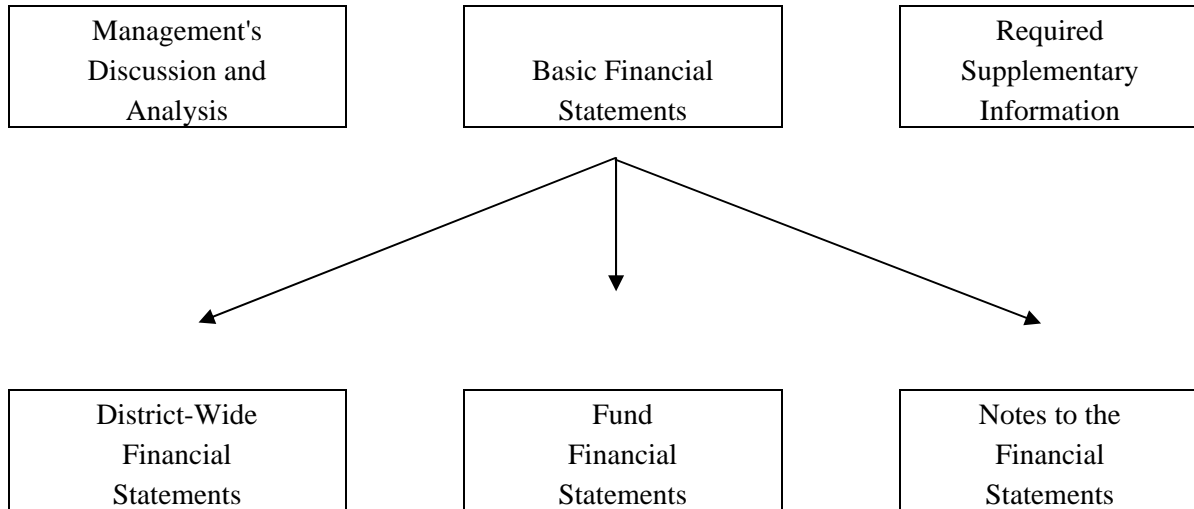 Management's
Discussion and
Analysis
Basic Financial
Statements
Required
Supplementary
Information
District-Wide
Financial
Statements
Fund
Financial
Statements
Notes to the
Financial
Statements